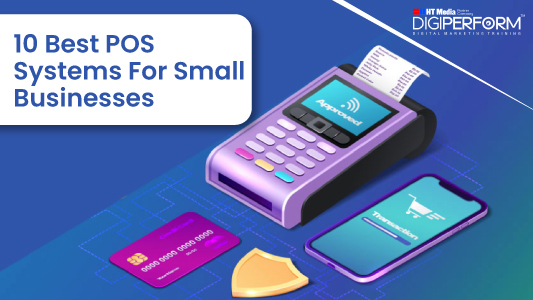 10 Best POS
Systems For Small
Businesses
HT Media
DIGIPERFORM
DIGITAL MARKETING TRAINING
Approved
Transaction
0000 0000 0000 0000